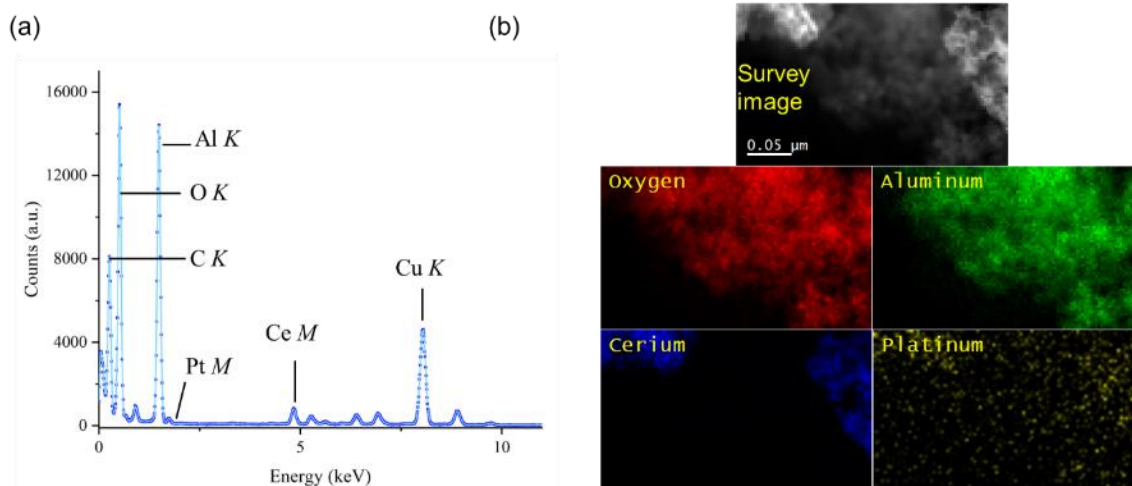 (a)
(b)
16000
12000
8000
4000
0
Counts (a.u.)
Al K
O K
C K
Pt M
Ce M
Cu K
0
5
10
Energy (keV)
Survey
image
0.05 μm
Oxygen
Aluminum
Cerium
Platinum